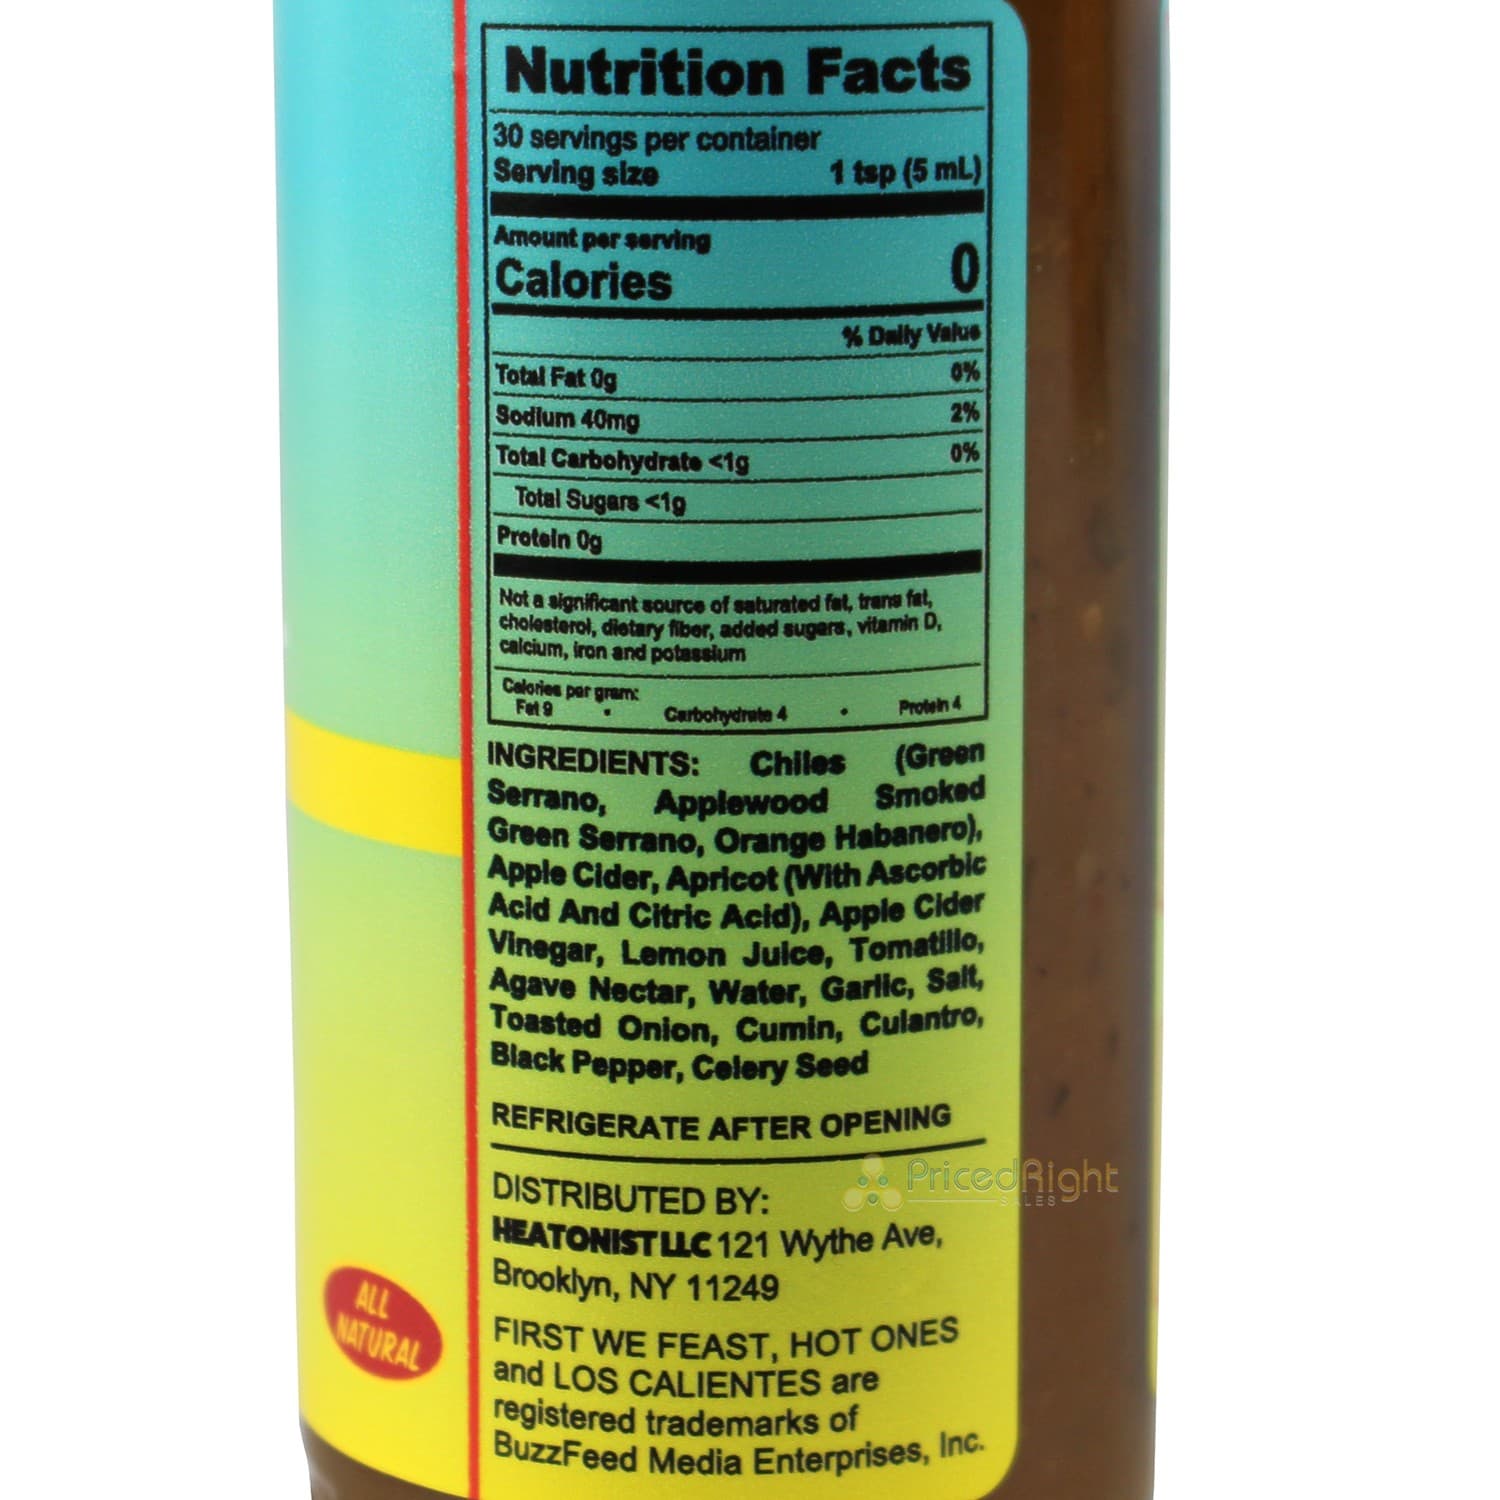 Nutrition Facts
30 servings per container
Serving size 1 tsp (5 mL)
Amount per serving
Calories 0
% Daily Value
Total Fat 0g 0%
Sodium 40mg 2%
Total Carbohydrate <1g 0%
Total Sugars <1g
Protein 0g
Not a significant source of saturated fat, trans fat,
cholesterol, dietary fiber, added sugars, vitamin D,
calcium, iron and potassium
Calories per gram:
Fat 9 • Carbohydrate 4 • Protein 4
INGREDIENTS: Chiles (Green
Serrano, Applewood Smoked
Green Serrano, Orange Habanero),
Apple Cider, Apricot (With Ascorbic
Acid And Citric Acid), Apple Cider
Vinegar, Lemon Juice, Tomatillo,
Agave Nectar, Water, Garlic, Salt,
Toasted Onion, Cumin, Culantro,
Black Pepper, Celery Seed
REFRIGERATE AFTER OPENING
DISTRIBUTED BY:
HEATONIST LLC 121 Wythe Ave,
Brooklyn, NY 11249
FIRST WE FEAST, HOT ONES
and LOS CALIENTES are
registered trademarks of
BuzzFeed Media Enterprises, Inc.
ALL
NATURAL
PricedRight
SALES